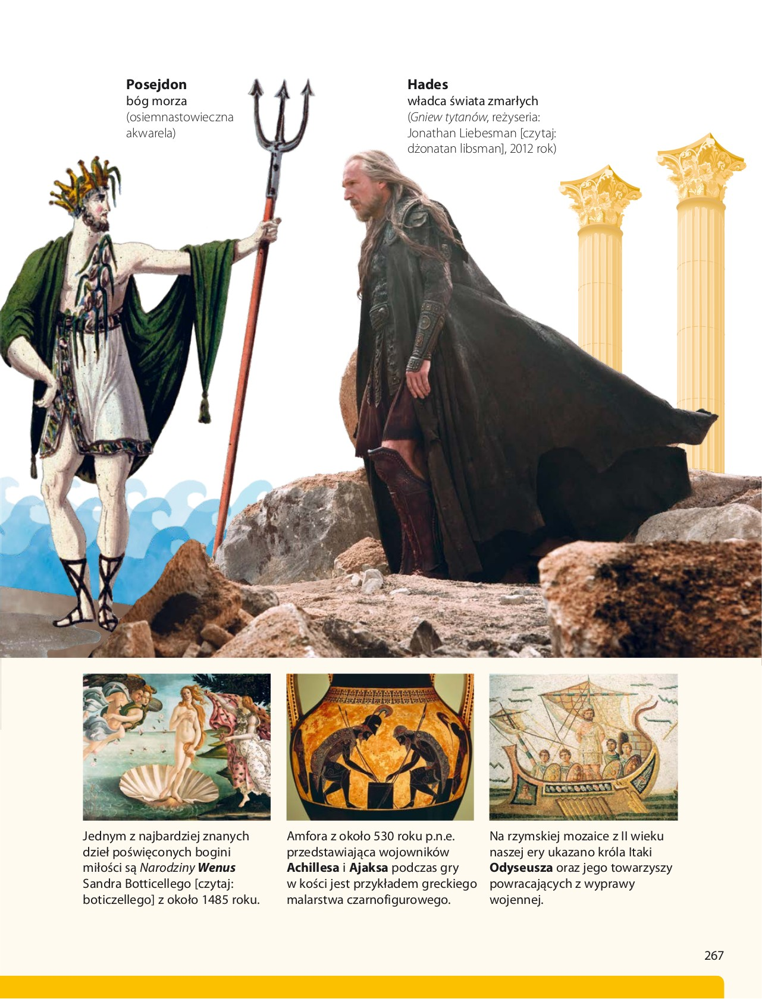 Posejdon
bóg morza
(osiemnastowieczna
akwarela)
Hades
władca świata zmarłych
(Gniew tytanów, reżyseria:
Jonathan Liebesman [czytaj:
dżonatan libsman], 2012 rok)
Jednym z najbardziej znanych
dzieł poświęconych bogini
miłości są Narodziny Wenus
Sandra Botticellego [czytaj:
boticzellego] z około 1485 roku.
Amfora z około 530 roku p.n.e.
przedstawiająca wojowników
Achillesa i Ajaksa podczas gry
w kości jest przykładem greckiego
malarstwa czarnofigurowego.
Na rzymskiej mozaice z II wieku
naszej ery ukazano króla Itaki
Odyseusza oraz jego towarzyszy
powracających z wyprawy
wojennej.
267